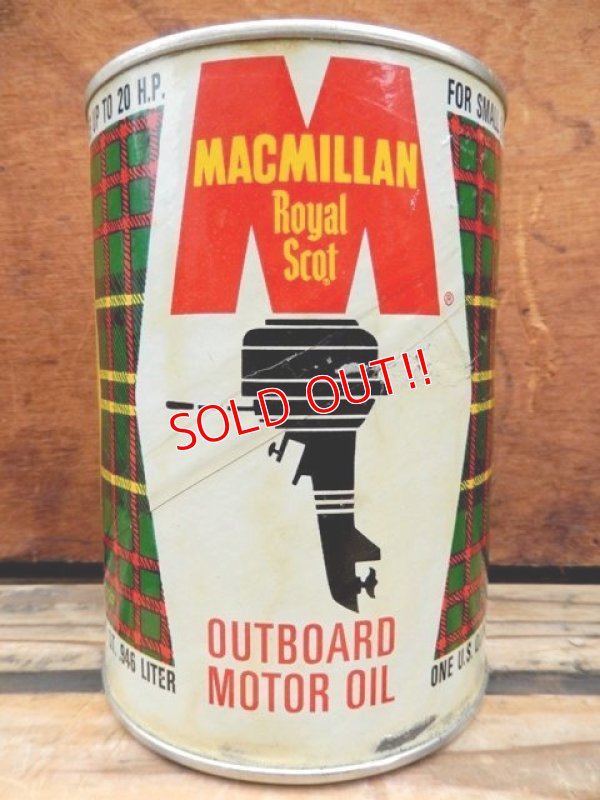 UP TO 20 H.P.
FOR SMALL
MACMILLAN
Royal
Scot
®
SOLD OUT!!
OUTBOARD
MOTOR OIL
.946 LITER
ONE U.S.